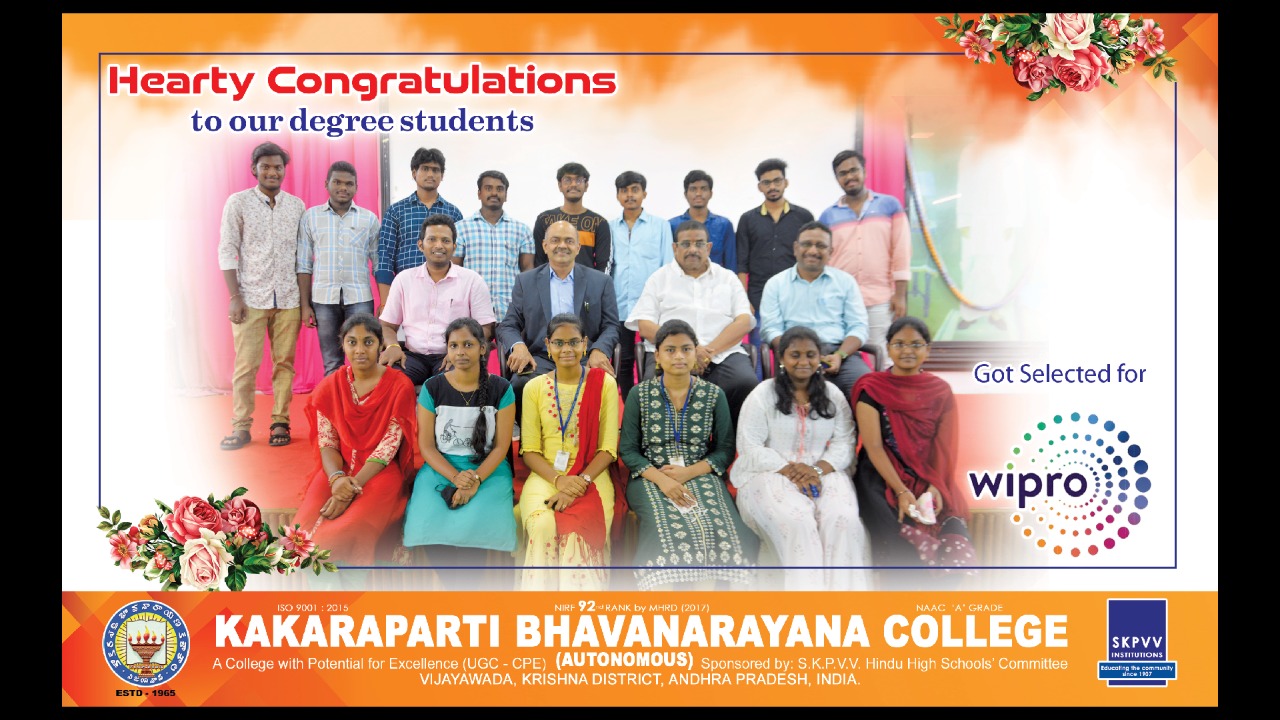 Hearty Congratulations
to our degree students
Got Selected for
wipro
ISO 9001 : 2015 NIRF 92nd RANK by MHRD (2017) NAAC 'A' GRADE
KAKARAPARTI BHAVANARAYANA COLLEGE
A College with Potential for Excellence (UGC - CPE) (AUTONOMOUS) Sponsored by: S.K.P.V.V. Hindu High Schools' Committee
VIJAYAWADA, KRISHNA DISTRICT, ANDHRA PRADESH, INDIA.
ESTD - 1965
SKPVV
INSTITUTIONS
Educating the community
since 1907